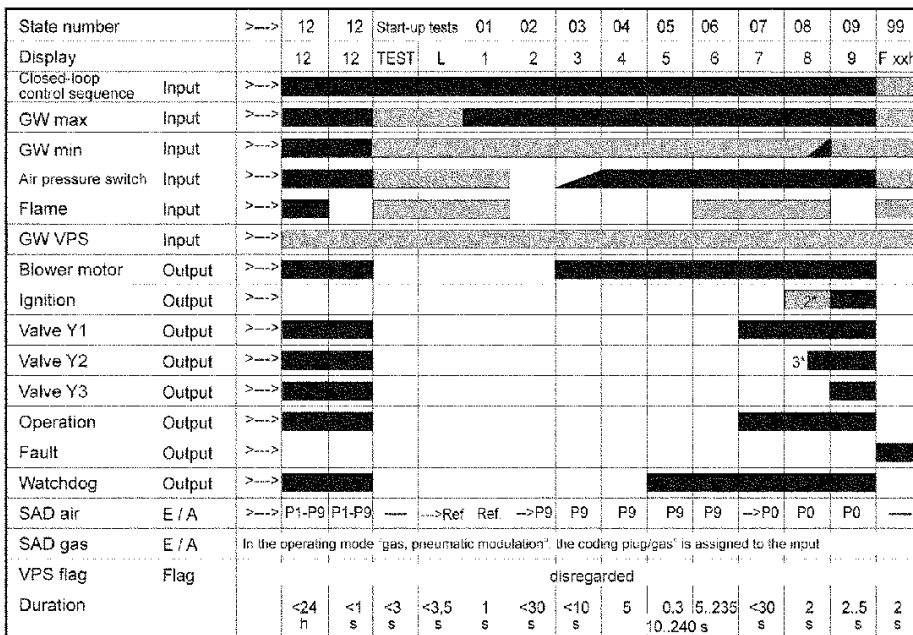 State number >---> 12 12 Start-up tests 01 02 03 04 05 06 07 08 09 99
Display >---> 12 12 TEST L 1 2 3 4 5 6 7 8 9 F xxh
Closed-loop control sequence Input >--->
GW max Input >--->
GW min Input >--->
Air pressure switch Input >--->
Flame Input >--->
GW VPS Input >--->
Blower motor Output >--->
Ignition Output >---> 2*
Valve Y1 Output >--->
Valve Y2 Output >---> 3*
Valve Y3 Output >--->
Operation Output >--->
Fault Output >--->
Watchdog Output >--->
SAD air E / A >---> P1-P9 P1-P9 ---- --->Ref Ref. -->P9 P9 P9 P9 P9 -->P0 P0 P0 ----
SAD gas E / A In the operating mode "gas, pneumatic modulation", the coding plug/gas" is assigned to the input
VPS flag Flag disregarded
Duration <24 h <1 s <3 s <3,5 s 1 s <30 s <10 s 5 0.3 5..235 10..240 s <30 s 2 s 2..5 s 2 s